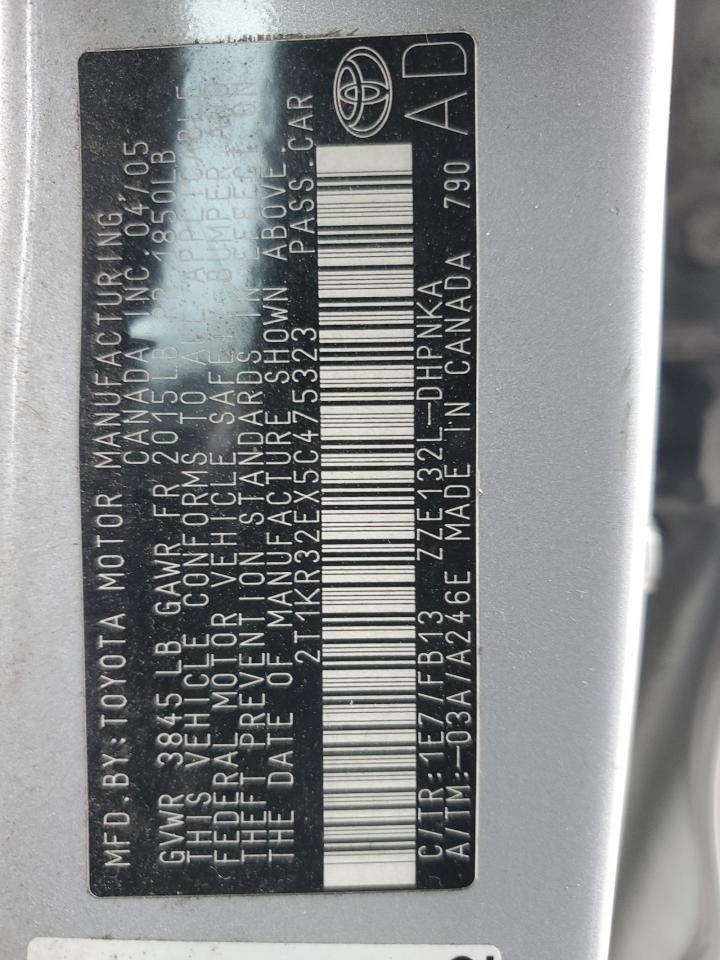 MFD.BY:TOYOTA MOTOR MANUFACTURING
CANADA INC. 04/05
GVWR 3845 LB GAWR FR 2015 LB RR 1850LB
THIS VEHICLE CONFORMS TO ALL APPLICABLE
FEDERAL MOTOR VEHICLE SAFETY, BUMPER, AND
THEFT PREVENTION STANDARDS IN EFFECT ON
THE DATE OF MANUFACTURE SHOWN ABOVE.
2T1KR32EX5C475323 PASS.CAR
C/TR:1E7/FB13 ZZE132L-DHPNKA
A/TM:-03A/A246E MADE IN CANADA 790
AD